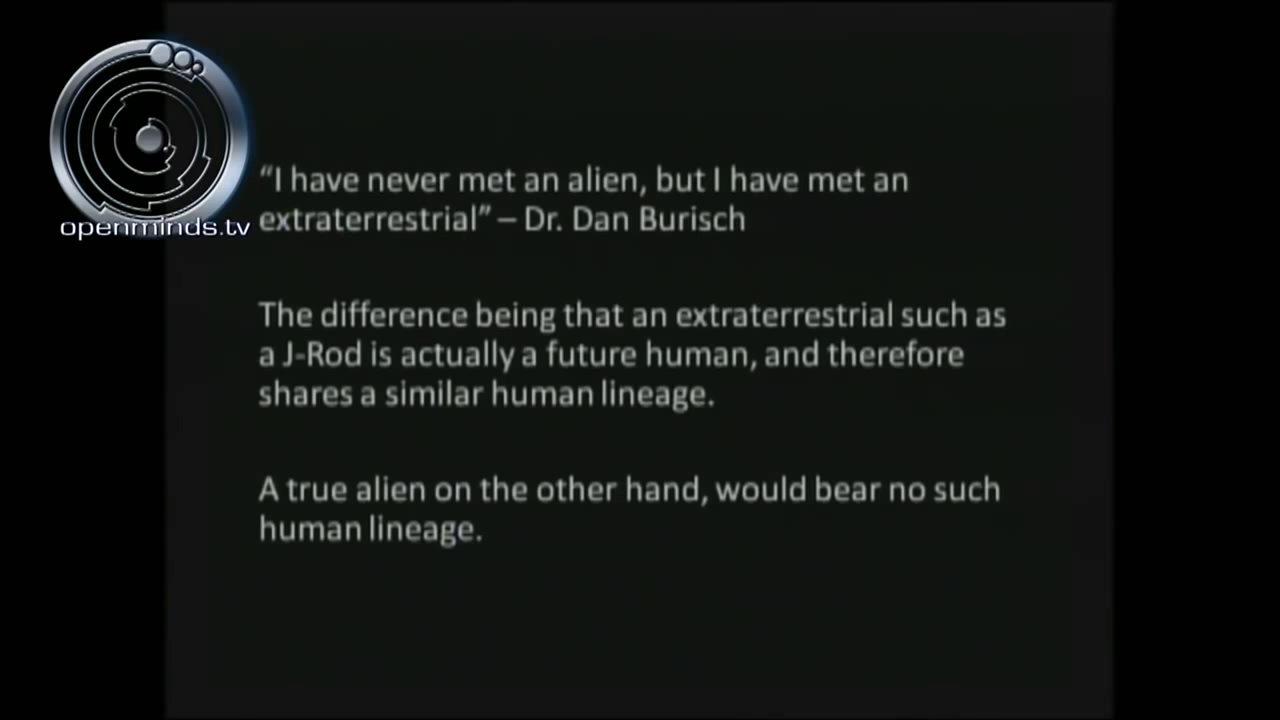 openminds.tv
“I have never met an alien, but I have met an
extraterrestrial” – Dr. Dan Burisch
The difference being that an extraterrestrial such as
a J-Rod is actually a future human, and therefore
shares a similar human lineage.
A true alien on the other hand, would bear no such
human lineage.